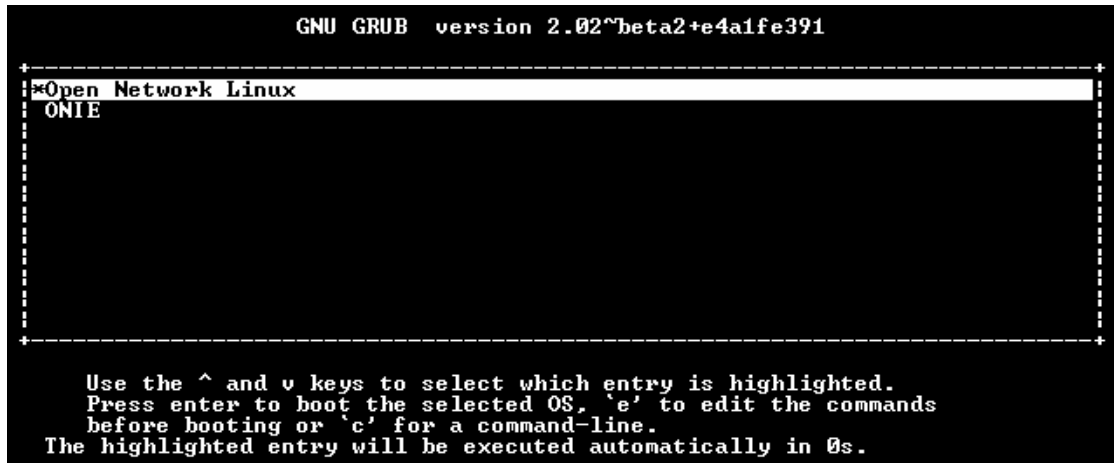 GNU GRUB  version 2.02~beta2+e4a1fe391
*Open Network Linux
ONIE
Use the ^ and v keys to select which entry is highlighted.
Press enter to boot the selected OS, `e' to edit the commands
before booting or `c' for a command-line.
The highlighted entry will be executed automatically in 0s.